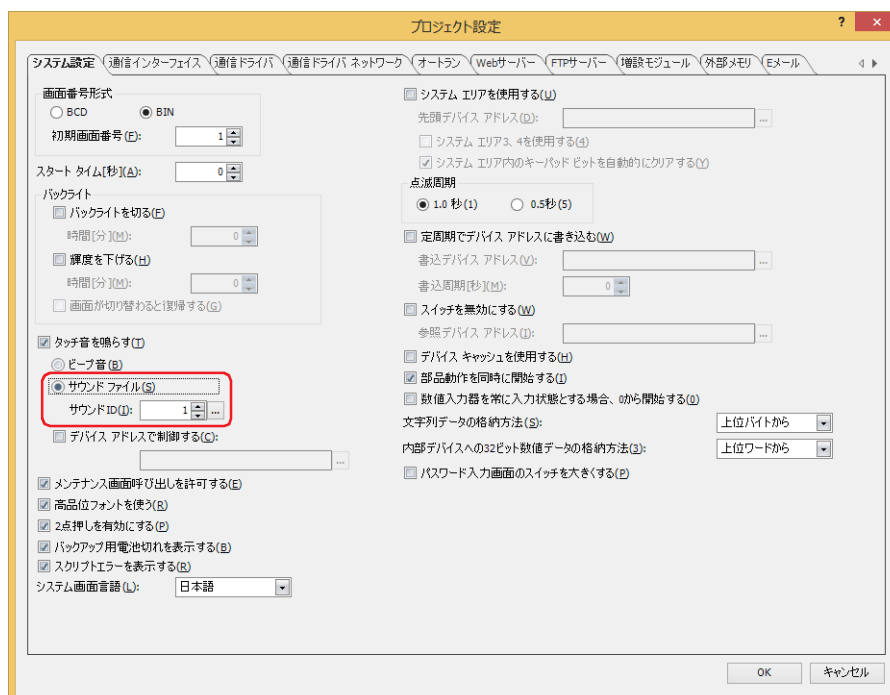 プロジェクト設定
? ×
システム設定 通信インターフェイス 通信ドライバ 通信ドライバ ネットワーク オートラン Webサーバー FTPサーバー 増設モジュール 外部メモリ Eメール
画面番号形式
BCD BIN
初期画面番号(F): 1
スタート タイム[秒](A): 0
バックライト
バックライトを切る(F)
時間[分](M): 0
輝度を下げる(H)
時間[分](M): 0
画面が切り替わると復帰する(G)
タッチ音を鳴らす(T)
ビープ音(B)
サウンド ファイル(S)
サウンドID(I): 1 ...
デバイス アドレスで制御する(C):
...
メンテナンス画面呼び出しを許可する(E)
高品位フォントを使う(R)
2点押しを有効にする(P)
バックアップ用電池切れを表示する(B)
スクリプトエラーを表示する(R)
システム画面言語(L): 日本語
システム エリアを使用する(U)
先頭デバイス アドレス(D): ...
システム エリア3、4を使用する(4)
システム エリア内のキーパッド ビットを自動的にクリアする(Y)
点滅周期
1.0 秒(1) 0.5秒(5)
定周期でデバイス アドレスに書き込む(W)
書込デバイス アドレス(V): ...
書込周期[秒](M): 0
スイッチを無効にする(W)
参照デバイス アドレス(I): ...
デバイス キャッシュを使用する(H)
部品動作を同時に開始する(I)
数値入力器を常に入力状態とする場合、0から開始する(0)
文字列データの格納方法(S): 上位バイトから
内部デバイスへの32ビット数値データの格納方法(3): 上位ワードから
パスワード入力画面のスイッチを大きくする(P)
OK キャンセル